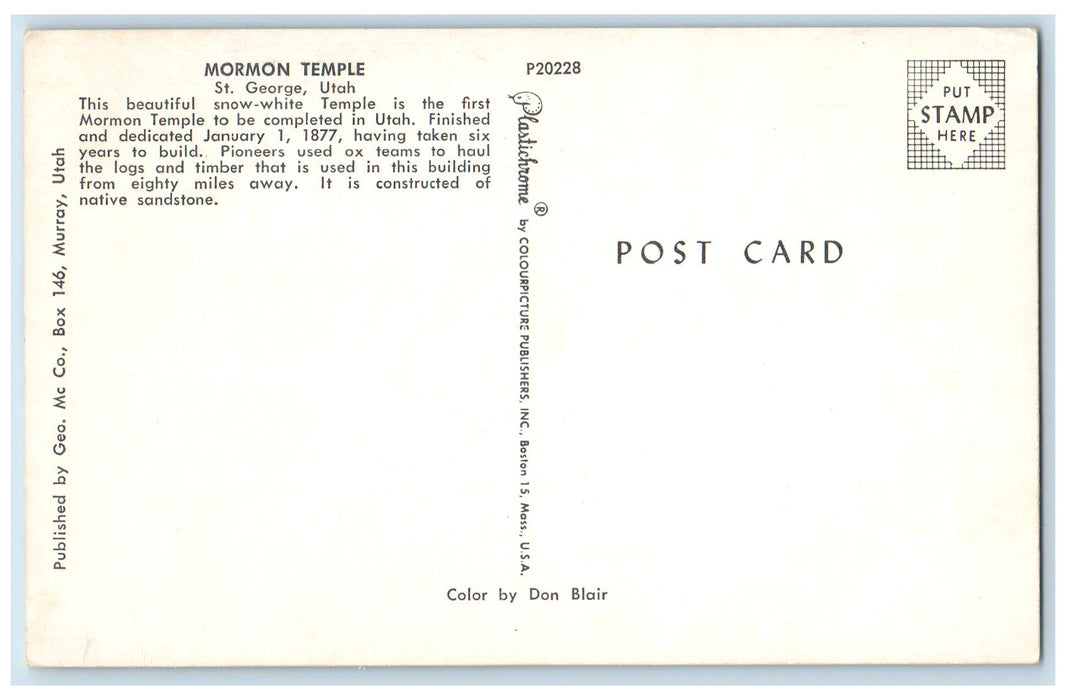 MORMON TEMPLE
St. George, Utah
This beautiful snow-white Temple is the first
Mormon Temple to be completed in Utah. Finished
and dedicated January 1, 1877, having taken six
years to build. Pioneers used ox teams to haul
the logs and timber that is used in this building
from eighty miles away. It is constructed of
native sandstone.
Published by Geo. Mc Co., Box 146, Murray, Utah
P20228
Plastichrome ® by COLOURPICTURE PUBLISHERS, INC., Boston 15, Mass., U.S.A.
Color by Don Blair
PUT
STAMP
HERE
POST CARD